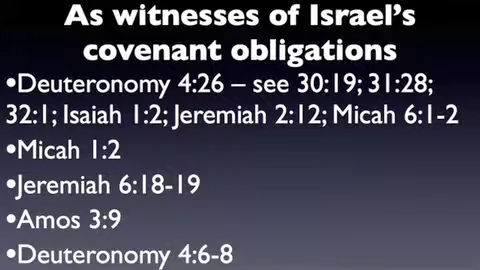 As witnesses of Israel’s
covenant obligations
•Deuteronomy 4:26 – see 30:19; 31:28;
32:1; Isaiah 1:2; Jeremiah 2:12; Micah 6:1-2
•Micah 1:2
•Jeremiah 6:18-19
•Amos 3:9
•Deuteronomy 4:6-8